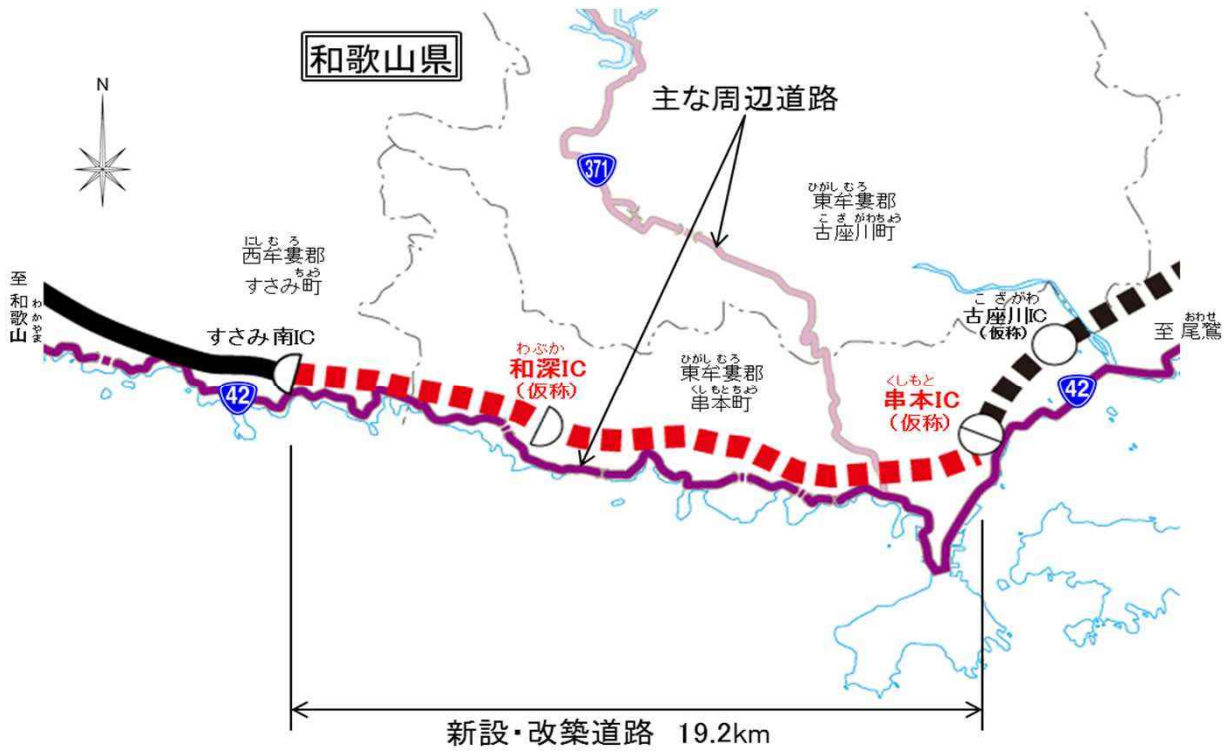 和歌山県
N
主な周辺道路
371
ひがしむろ
東牟婁郡
こざがわちょう
古座川町
にしむろ
西牟婁郡
ちょう
すさみ町
至
和歌山
わかやま
すさみ南IC
42
わぶか
和深IC
(仮称)
ひがしむろ
東牟婁郡
くしもとちょう
串本町
くしもと
串本IC
(仮称)
こざがわ
古座川IC
(仮称)
おわせ
至 尾鷲
42
新設・改築道路 19.2km